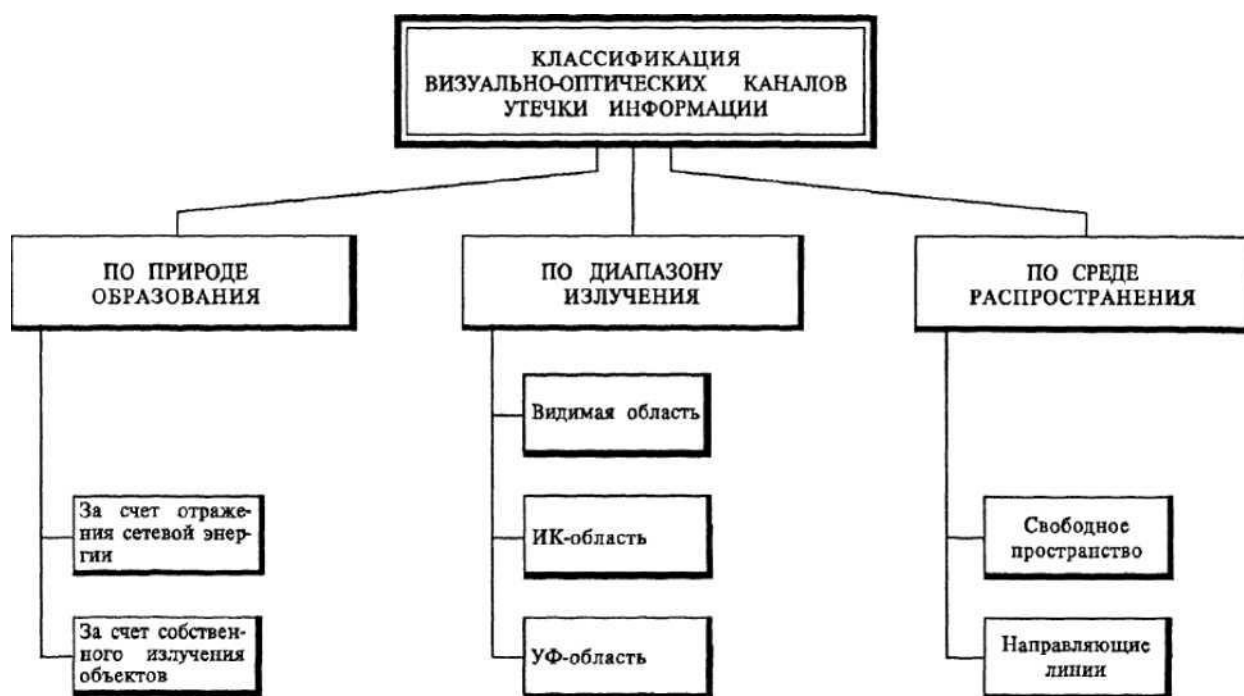 КЛАССИФИКАЦИЯ
ВИЗУАЛЬНО-ОПТИЧЕСКИХ КАНАЛОВ
УТЕЧКИ ИНФОРМАЦИИ
ПО ПРИРОДЕ
ОБРАЗОВАНИЯ
За счет отраже-
ния сетевой энер-
гии
За счет собствен-
ного излучения
объектов
ПО ДИАПАЗОНУ
ИЗЛУЧЕНИЯ
Видимая область
ИК-область
УФ-область
ПО СРЕДЕ
РАСПРОСТРАНЕНИЯ
Свободное
пространство
Направляющие
линии